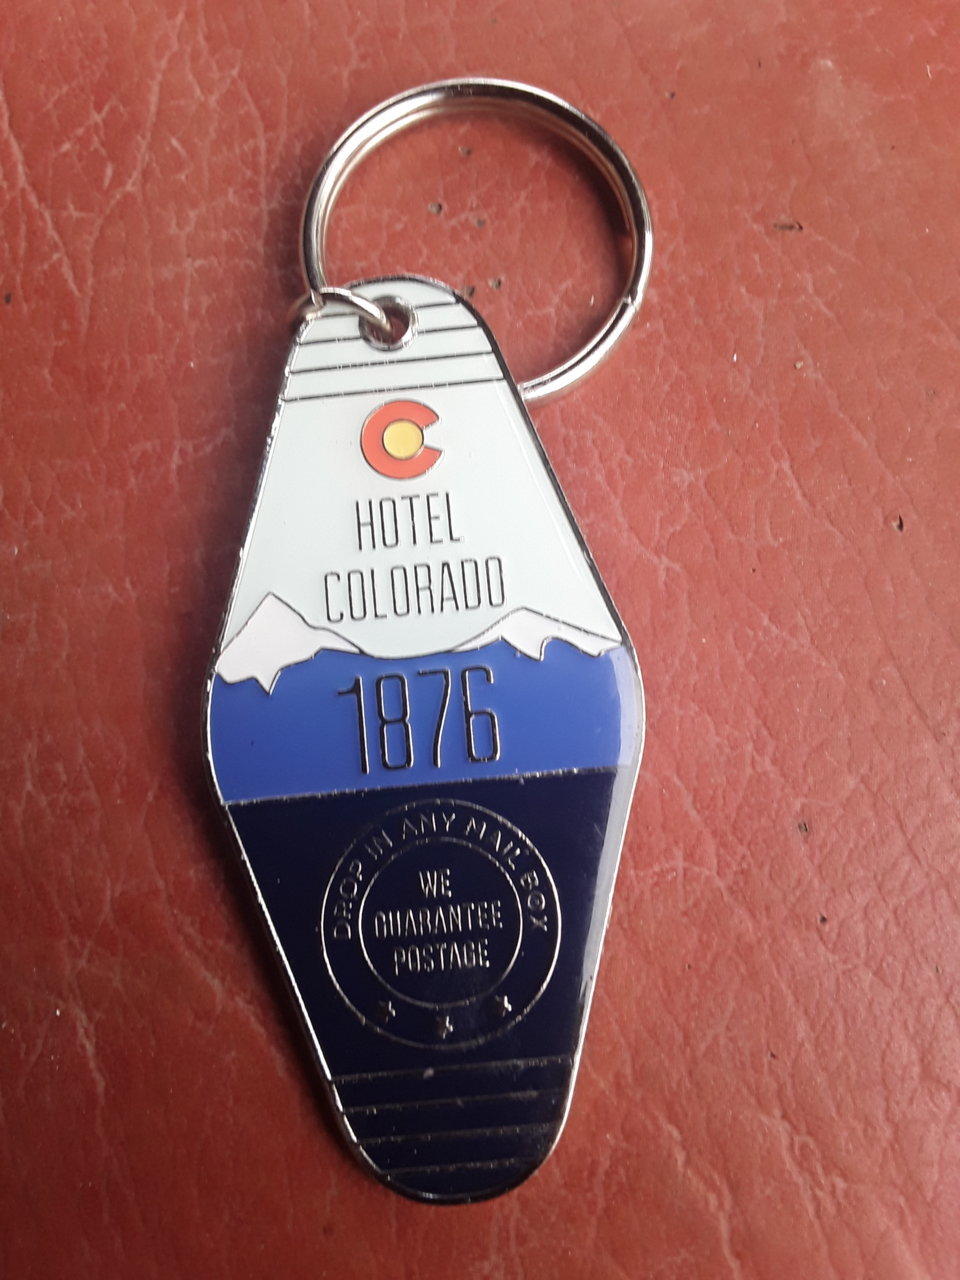 HOTEL
COLORADO
1876
DROP IN ANY MAIL BOX
WE
GUARANTEE
POSTAGE